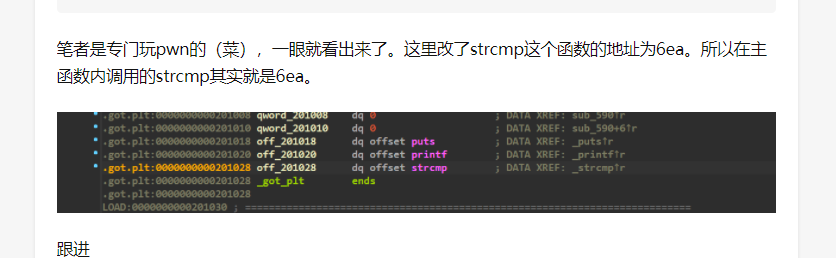 笔者是专门玩pwn的（菜），一眼就看出来了。这里改了strcmp这个函数的地址为6ea。所以在主
函数内调用的strcmp其实就是6ea。
.got.plt:0000000000201008 qword_201008 dq 0 ; DATA XREF: sub_590↑r
.got.plt:0000000000201010 qword_201010 dq 0 ; DATA XREF: sub_590+6↑r
.got.plt:0000000000201018 off_201018 dq offset puts ; DATA XREF: _puts↑r
.got.plt:0000000000201020 off_201020 dq offset printf ; DATA XREF: _printf↑r
.got.plt:0000000000201028 off_201028 dq offset strcmp ; DATA XREF: _strcmp↑r
.got.plt:0000000000201028 _got_plt ends
.got.plt:0000000000201028
LOAD:0000000000201030 ; ===========================================================================
跟进